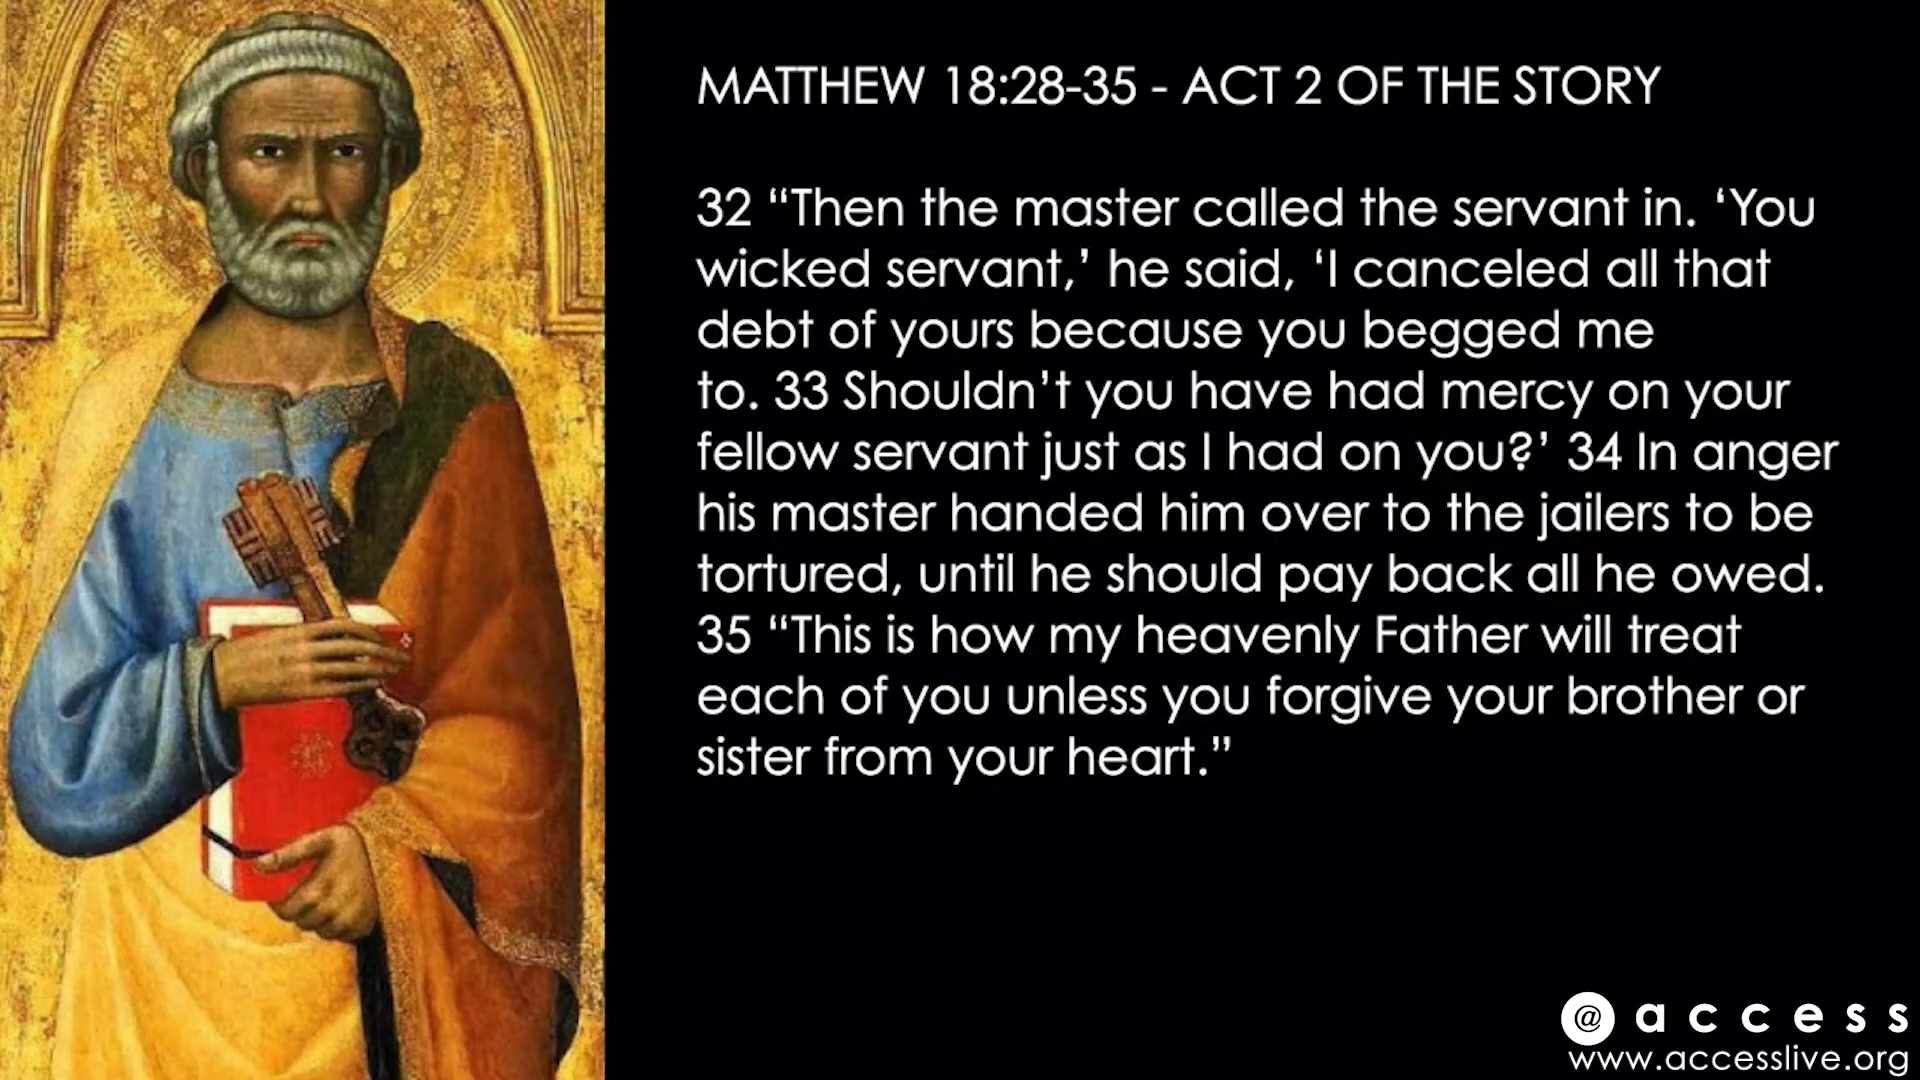 MATTHEW 18:28-35 - ACT 2 OF THE STORY
32 “Then the master called the servant in. ‘You
wicked servant,’ he said, ‘I canceled all that
debt of yours because you begged me
to. 33 Shouldn’t you have had mercy on your
fellow servant just as I had on you?’ 34 In anger
his master handed him over to the jailers to be
tortured, until he should pay back all he owed.
35 “This is how my heavenly Father will treat
each of you unless you forgive your brother or
sister from your heart.”
@ access
www.accesslive.org